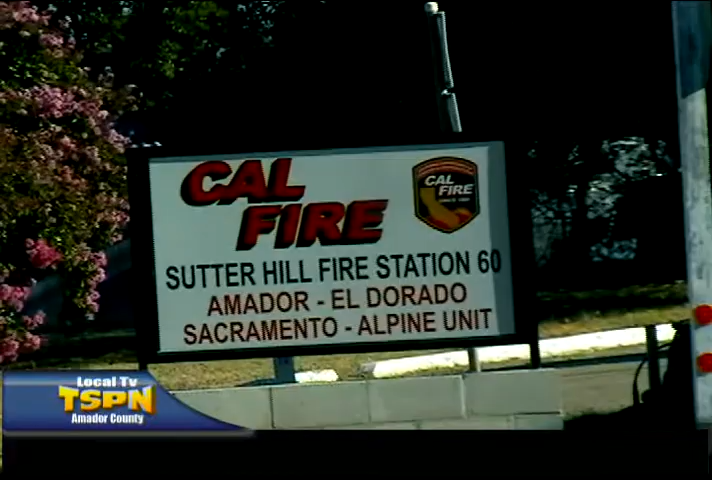 CAL
FIRE
CAL
FIRE
SUTTER HILL FIRE STATION 60
AMADOR - EL DORADO
SACRAMENTO - ALPINE UNIT
Local Tv
TSPN
Amador County